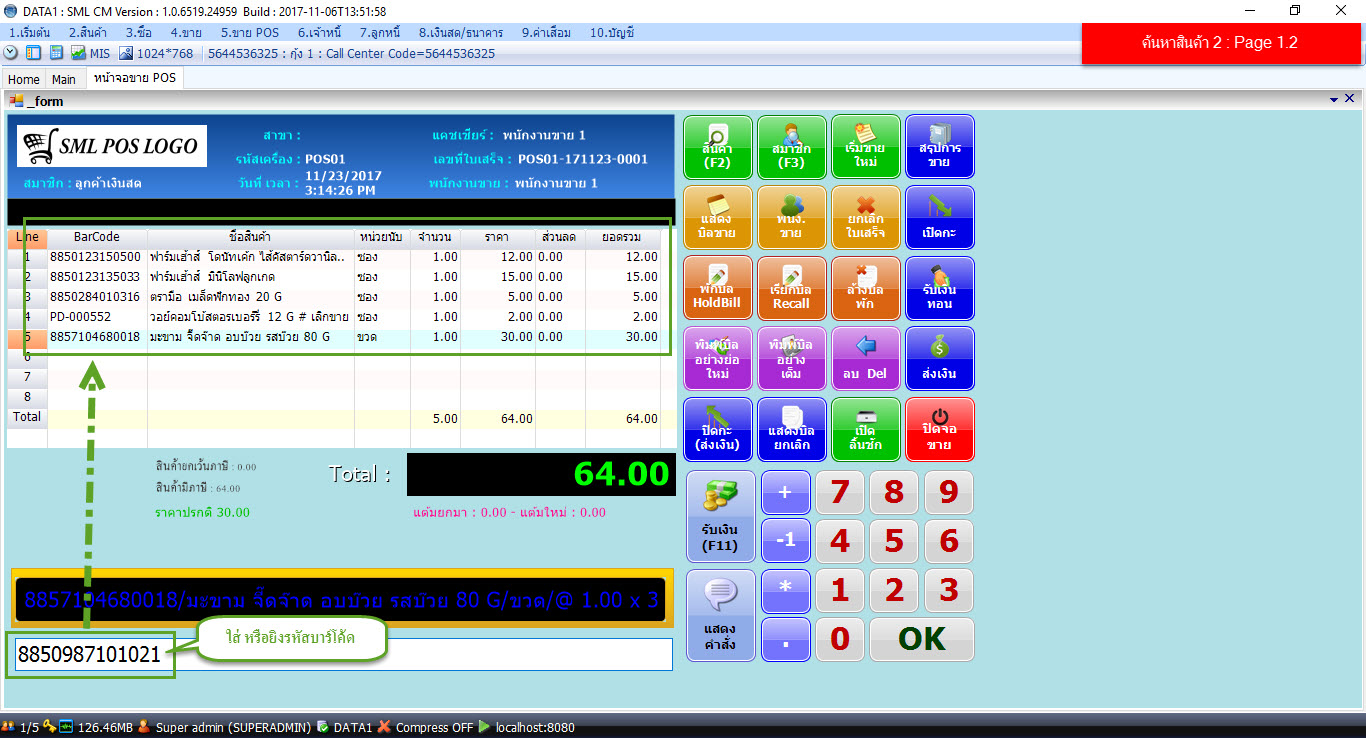 DATA1 : SML CM Version : 1.0.6519.24959 Build : 2017-11-06T13:51:58
1.เริ่มต้น 2.สินค้า 3.ซื้อ 4.ขาย 5.ขาย POS 6.เจ้าหนี้ 7.ลูกหนี้ 8.เงินสด/ธนาคาร 9.ค่าเสื่อม 10.บัญชี
MIS 1024*768 5644536325 : กุ้ง 1 : Call Center Code=5644536325
ค้นหาสินค้า 2 : Page 1.2
Home Main หน้าจอขาย POS
_form
SML POS LOGO
สาขา : แคชเชียร์ : พนักงานขาย 1
รหัสเครื่อง : POS01 เลขที่ใบเสร็จ : POS01-171123-0001
สมาชิก : ลูกค้าเงินสด วันที่ เวลา : 11/23/2017 3:14:26 PM พนักงานขาย : พนักงานขาย 1
Line BarCode ชื่อสินค้า หน่วยนับ จำนวน ราคา ส่วนลด ยอดรวม
1 8850123150500 ฟาร์มเฮ้าส์ โดนัทเค้ก ไส้คัสตาร์ดวานิล.. ซอง 1.00 12.00 0.00 12.00
2 8850123135033 ฟาร์มเฮ้าส์ มินิโลฟลูกเกด ซอง 1.00 15.00 0.00 15.00
3 8850284010316 ตรามือ เมล็ดฟักทอง 20 G ซอง 1.00 5.00 0.00 5.00
4 PD-000552 วอย์คอมโบ้สตอรเบอร์รี่ 12 G # เลิกขาย ซอง 1.00 2.00 0.00 2.00
5 8857104680018 มะขาม จี๊ดจ๊าด อบบ๊วย รสบ๊วย 80 G ขวด 1.00 30.00 0.00 30.00
6
7
8
Total 5.00 64.00 64.00
สินค้ายกเว้นภาษี : 0.00
สินค้ามีภาษี : 64.00
ราคาปรกติ 30.00
Total : 64.00
แต้มยกมา : 0.00 - แต้มใหม่ : 0.00
8857104680018/มะขาม จี๊ดจ๊าด อบบ๊วย รสบ๊วย 80 G/ขวด/@ 1.00 x 3
ใส่ หรือยิงรหัสบาร์โค้ด
8850987101021
สินค้า (F2)
สมาชิก (F3)
เริ่มขาย ใหม่
สรุปการ ขาย
แสดง บิลขาย
พนง. ขาย
ยกเลิก ใบเสร็จ
เปิดกะ
พักบิล HoldBill
เรียกบิล Recall
ล้างบิล พัก
รับเงิน ทอน
พิมพ์บิล อย่างย่อ ใหม่
พิมพ์บิล อย่าง เต็ม
ลบ Del
ส่งเงิน
ปิดกะ (ส่งเงิน)
แสดงบิล ยกเลิก
เปิด ลิ้นชัก
ปิดจอ ขาย
รับเงิน (F11)
+ 7 8 9
-1 4 5 6
แสดง คำสั่ง
* 1 2 3
. 0 OK
1/5 126.46MB Super admin (SUPERADMIN) DATA1 Compress OFF localhost:8080